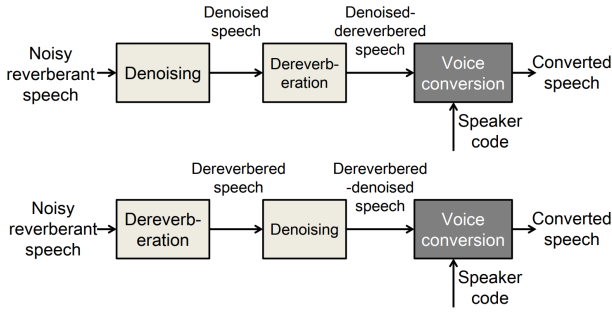 Denoised
speech
Denoised-
dereverbered
speech
Noisy
reverberant
speech
Denoising
Dereverb-
eration
Voice
conversion
Converted
speech
Speaker
code
Dereverbered
speech
Dereverbered
-denoised
speech
Noisy
reverberant
speech
Dereverb-
eration
Denoising
Voice
conversion
Converted
speech
Speaker
code